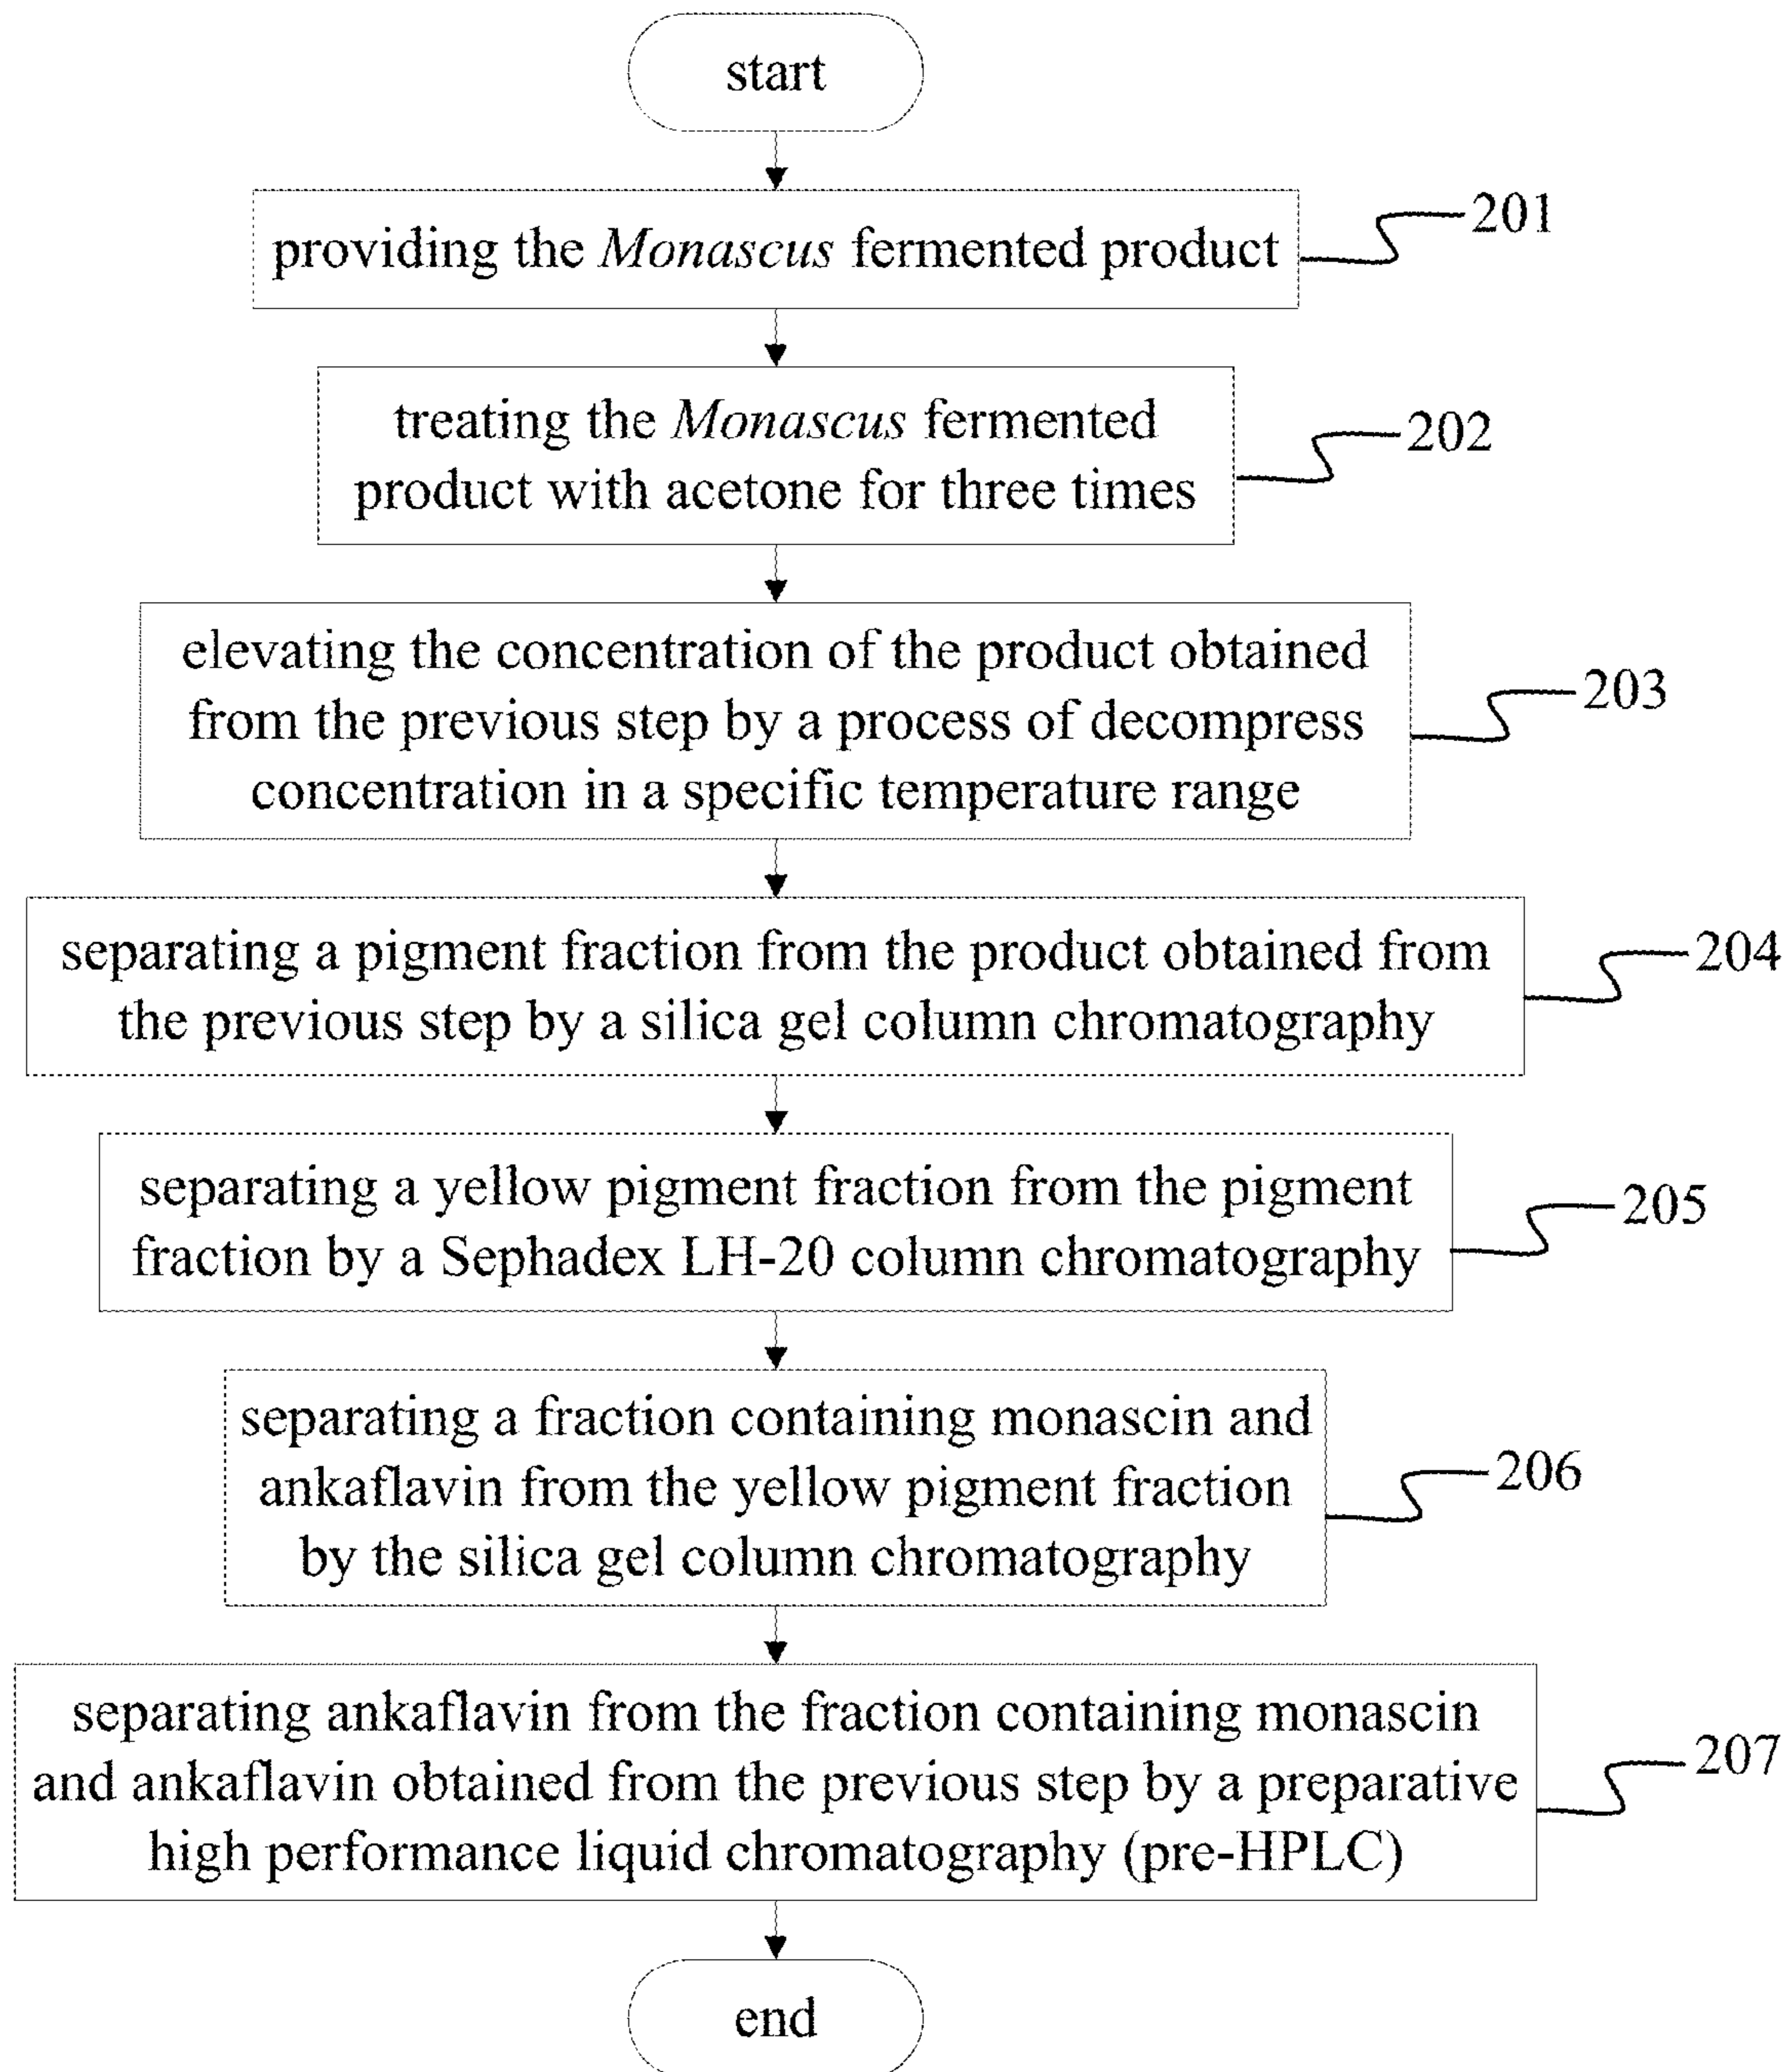 start
providing the Monascus fermented product
201
treating the Monascus fermented
product with acetone for three times
202
elevating the concentration of the product obtained
from the previous step by a process of decompress
concentration in a specific temperature range
203
separating a pigment fraction from the product obtained from
the previous step by a silica gel column chromatography
204
separating a yellow pigment fraction from the pigment
fraction by a Sephadex LH-20 column chromatography
205
separating a fraction containing monascin and
ankaflavin from the yellow pigment fraction
by the silica gel column chromatography
206
separating ankaflavin from the fraction containing monascin
and ankaflavin obtained from the previous step by a preparative
high performance liquid chromatography (pre-HPLC)
207
end